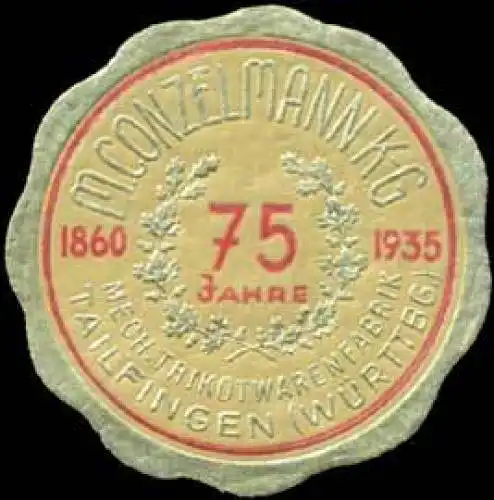 M. CONZELMANN K-G
1860
75
JAHRE
1935
MECH. TRIKOTWARENFABRIK
TAILFINGEN (WÜRTTBG.)